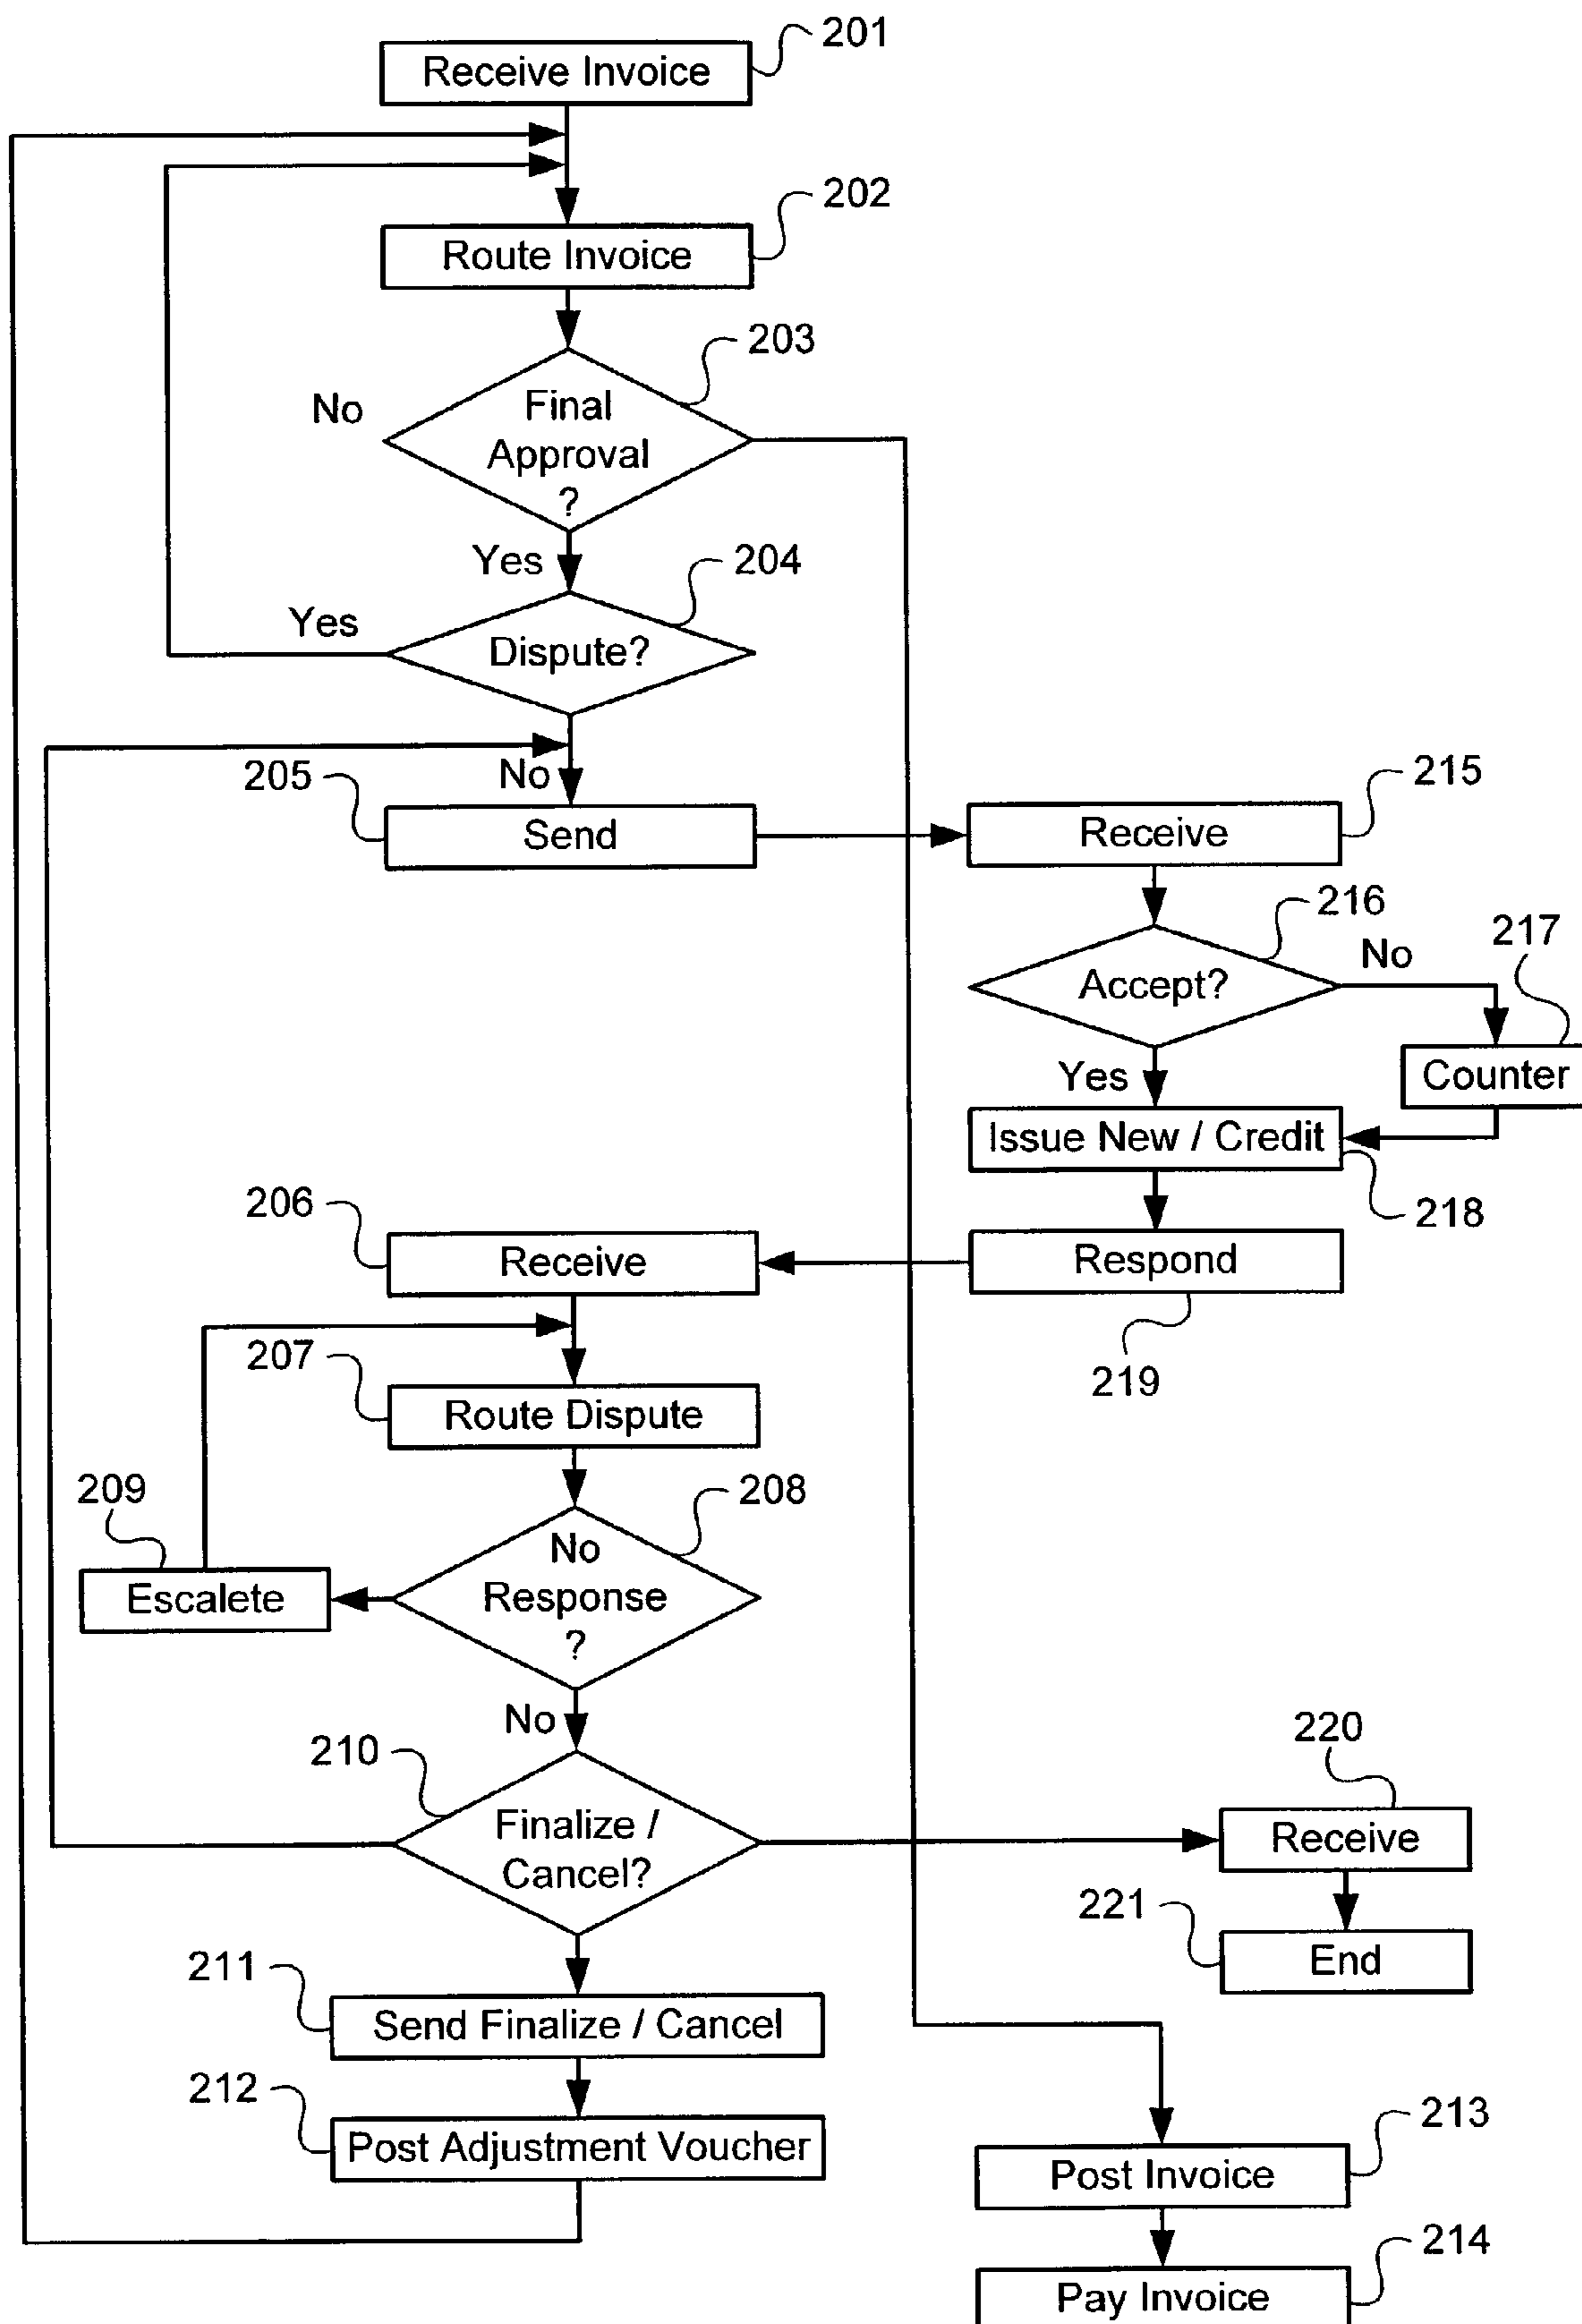 201
Receive Invoice
202
Route Invoice
203
No
Final
Approval
?
Yes
204
Yes
Dispute?
No
205
Send
215
Receive
216
No
217
Accept?
Counter
Yes
Issue New / Credit
218
206
Receive
Respond
219
207
Route Dispute
209
208
No
Response
?
Escalete
No
210
Finalize /
Cancel?
220
Receive
221
End
211
Send Finalize / Cancel
212
Post Adjustment Voucher
213
Post Invoice
214
Pay Invoice